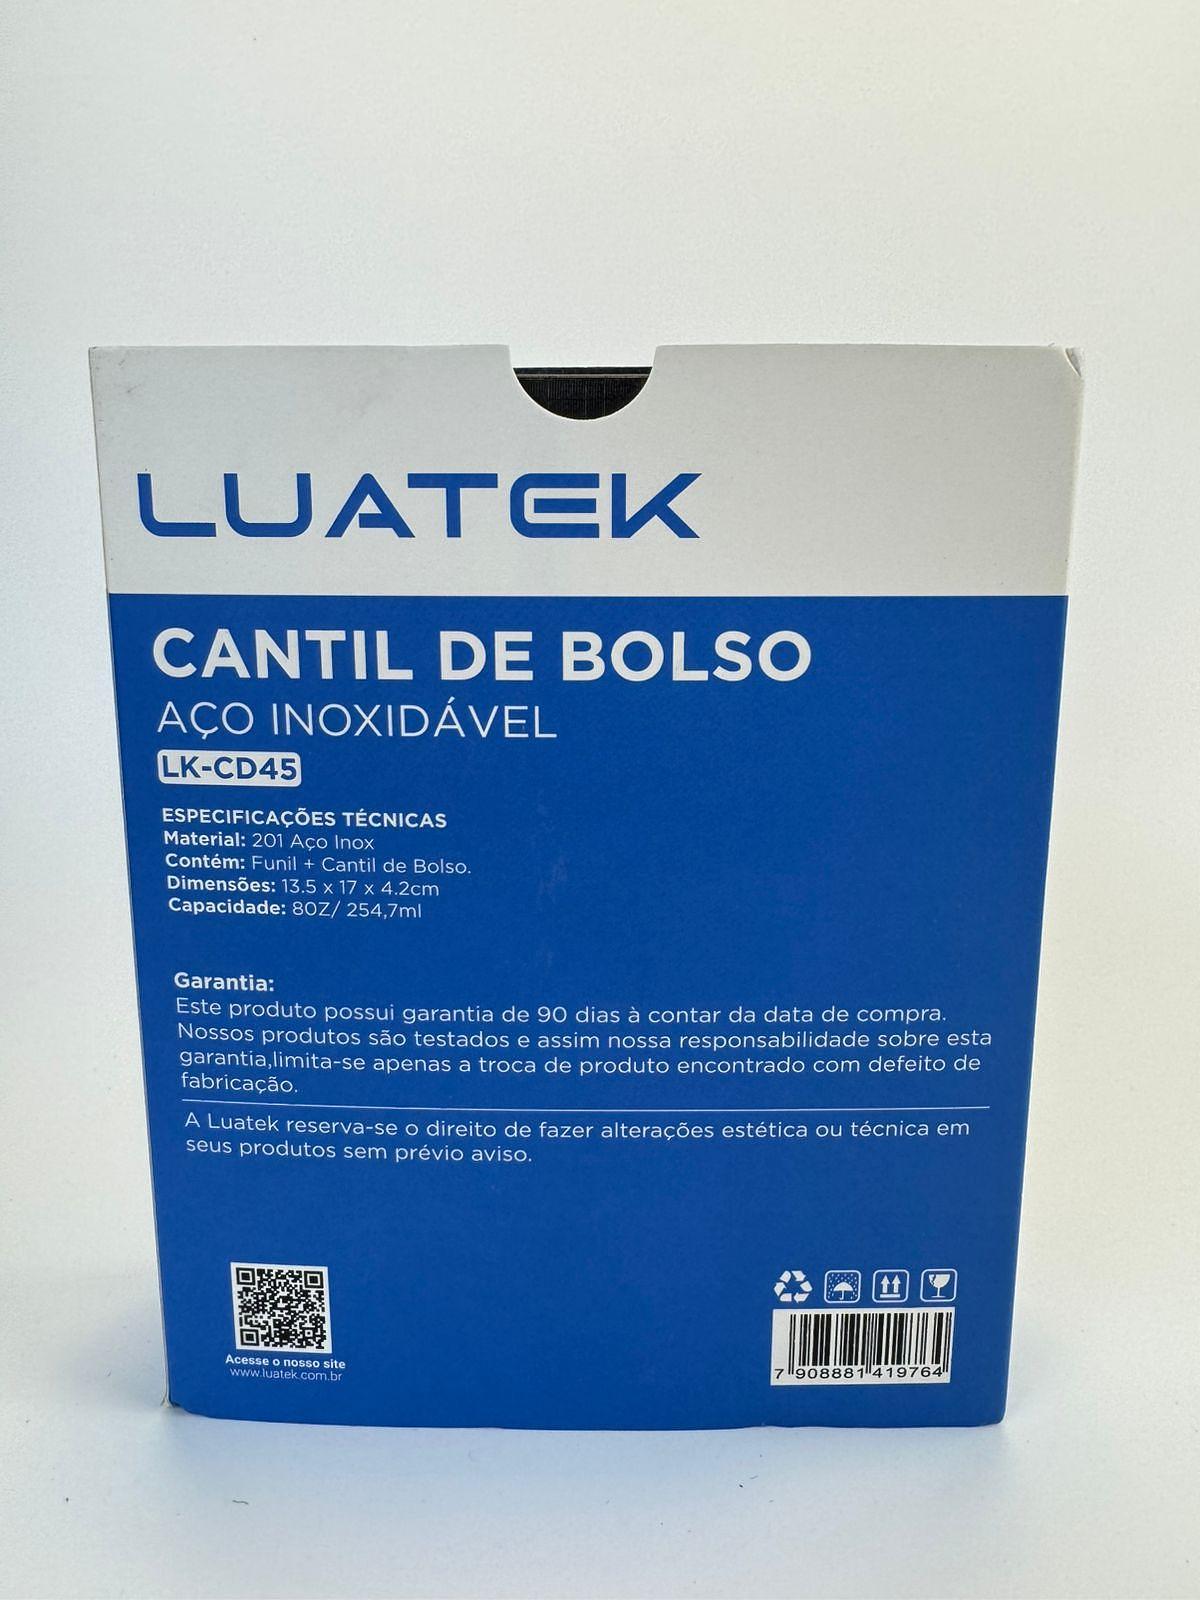 LUATEK
CANTIL DE BOLSO
AÇO INOXIDÁVEL
LK-CD45
ESPECIFICAÇÕES TÉCNICAS
Material: 201 Aço Inox
Contém: Funil + Cantil de Bolso.
Dimensões: 13.5 x 17 x 4.2cm
Capacidade: 8OZ/ 254,7ml
Garantia:
Este produto possui garantia de 90 dias à contar da data de compra.
Nossos produtos são testados e assim nossa responsabilidade sobre esta
garantia,limita-se apenas a troca de produto encontrado com defeito de
fabricação.
A Luatek reserva-se o direito de fazer alterações estética ou técnica em
seus produtos sem prévio aviso.
Acesse o nosso site
www.luatek.com.br
7 908881 419764